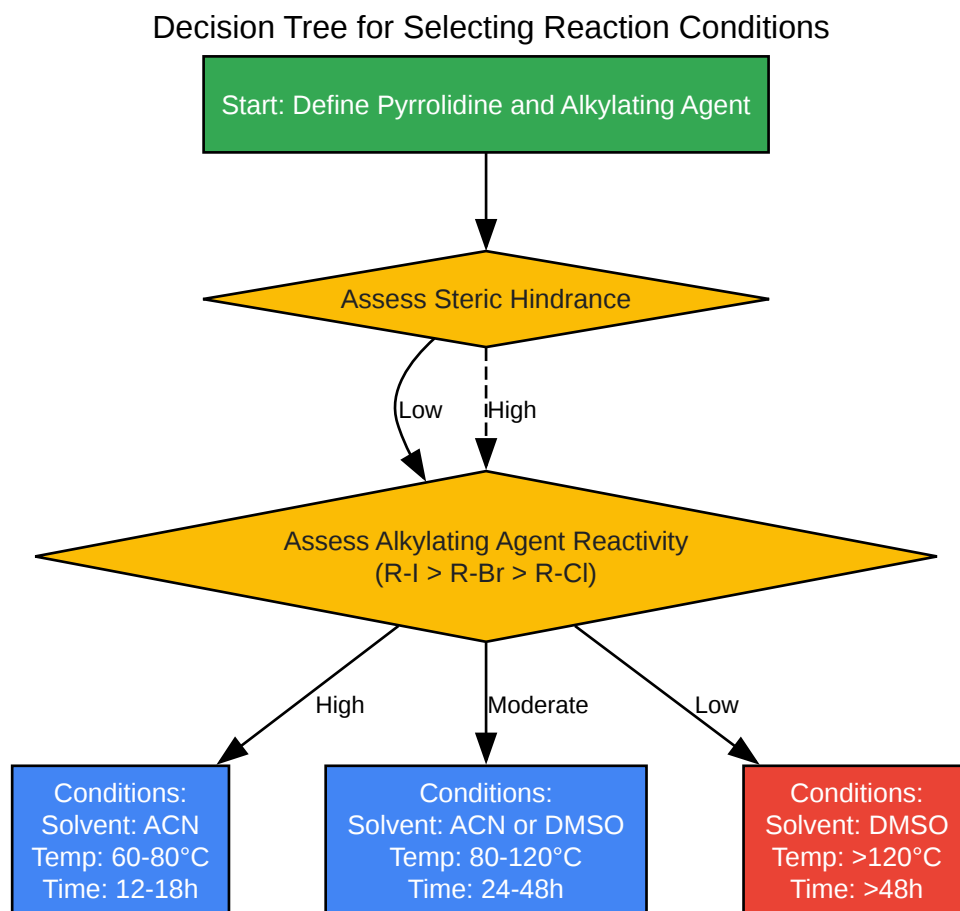 Decision Tree for Selecting Reaction Conditions
Start: Define Pyrrolidine and Alkylating Agent
Assess Steric Hindrance
Low
High
Assess Alkylating Agent Reactivity
(R-I > R-Br > R-Cl)
High
Moderate
Low
Conditions:
Solvent: ACN
Temp: 60-80°C
Time: 12-18h
Conditions:
Solvent: ACN or DMSO
Temp: 80-120°C
Time: 24-48h
Conditions:
Solvent: DMSO
Temp: >120°C
Time: >48h